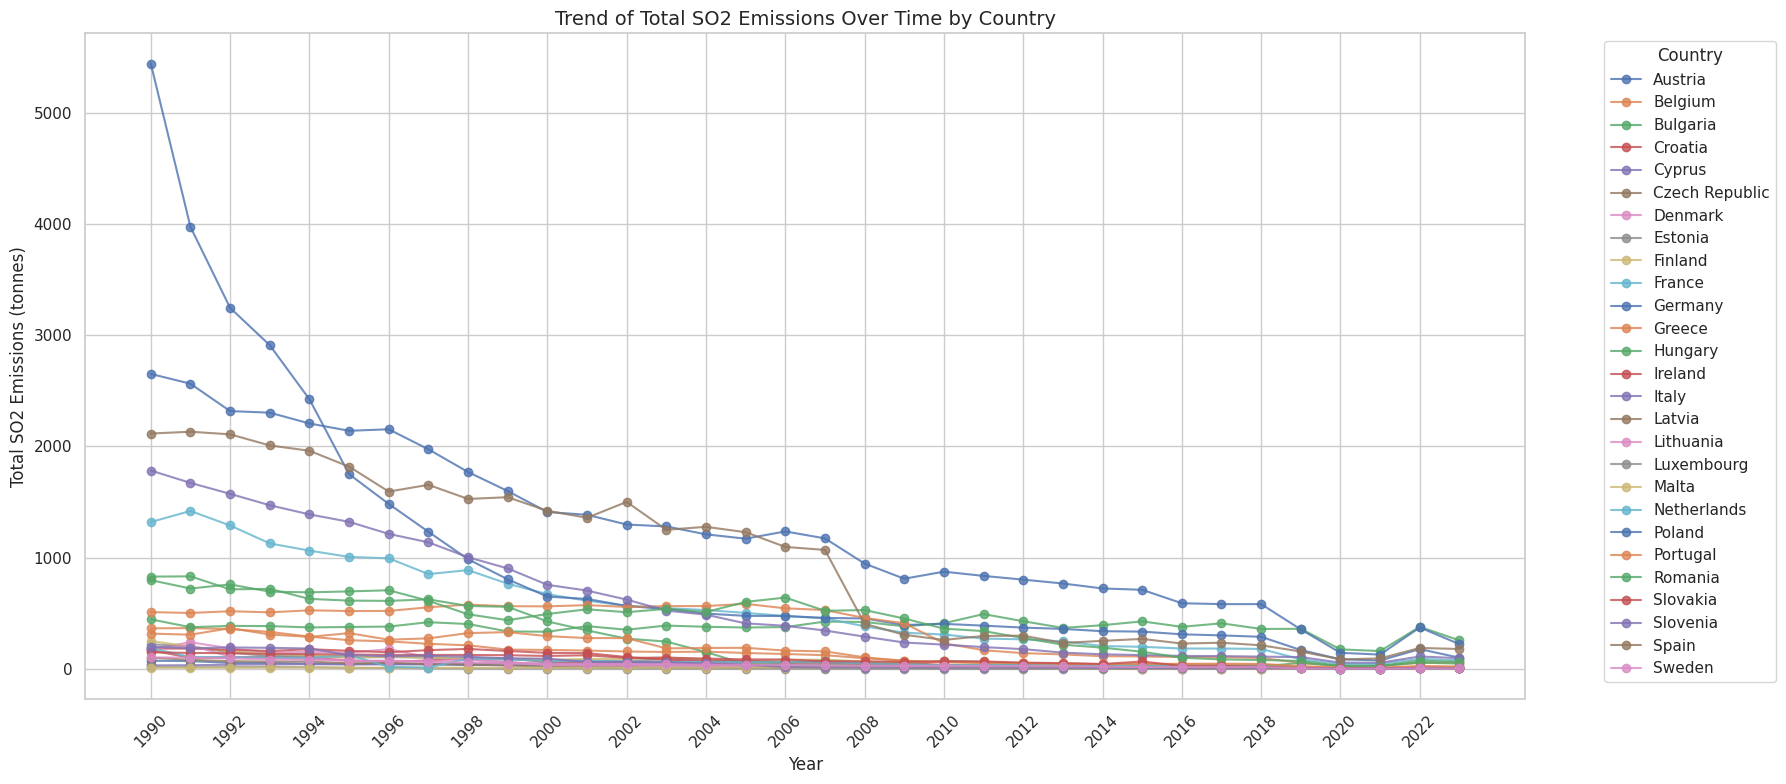 Trend of Total SO2 Emissions Over Time by Country
Total SO2 Emissions (tonnes)
5000
4000
3000
2000
1000
0
1990
1992
1994
1996
1998
2000
2002
2004
2006
2008
2010
2012
2014
2016
2018
2020
2022
Year
Country
Austria
Belgium
Bulgaria
Croatia
Cyprus
Czech Republic
Denmark
Estonia
Finland
France
Germany
Greece
Hungary
Ireland
Italy
Latvia
Lithuania
Luxembourg
Malta
Netherlands
Poland
Portugal
Romania
Slovakia
Slovenia
Spain
Sweden